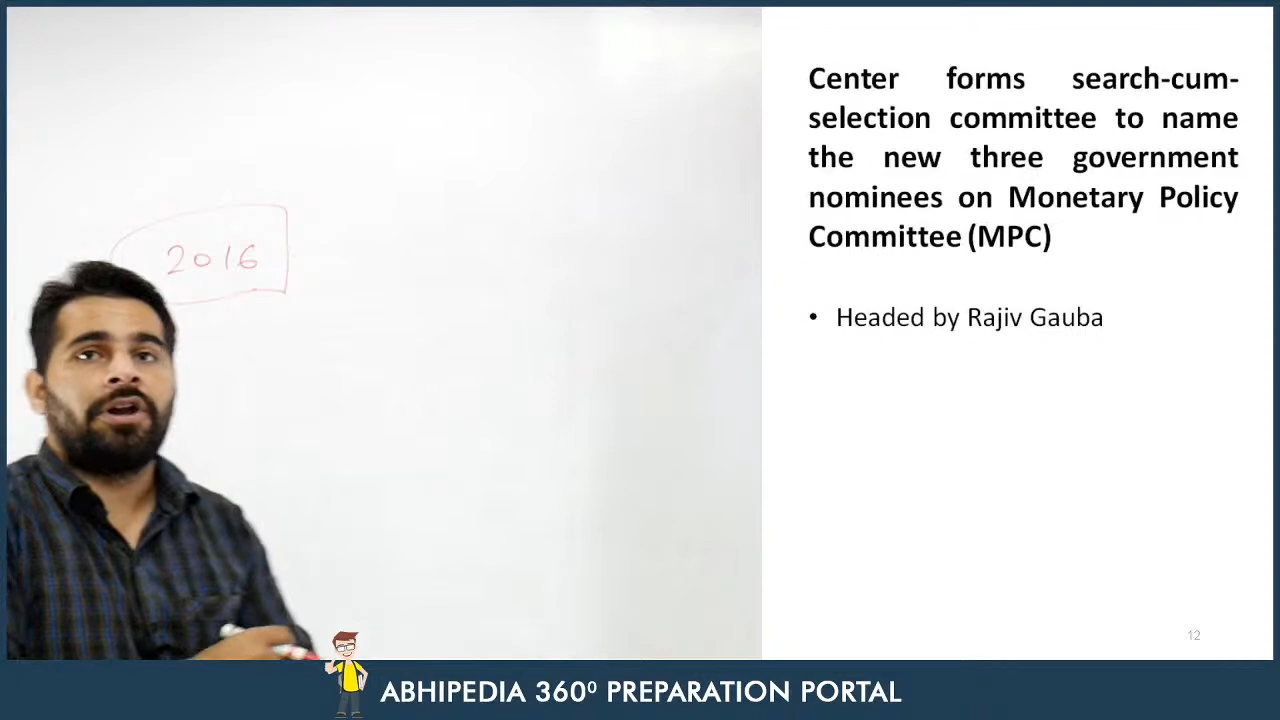 2016
Center forms search-cum-
selection committee to name
the new three government
nominees on Monetary Policy
Committee (MPC)
• Headed by Rajiv Gauba
12
ABHIPEDIA 360⁰ PREPARATION PORTAL